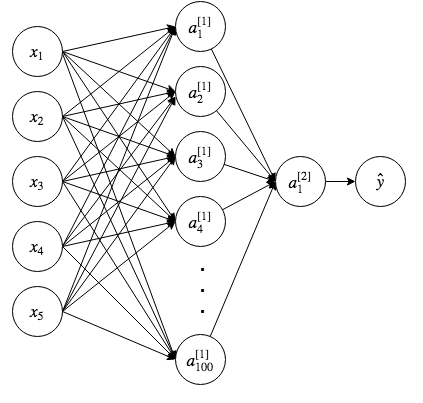 x₁
x₂
x₃
x₄
x₅
a₁^[1]
a₂^[1]
a₃^[1]
a₄^[1]
.
.
.
a₁₀₀^[1]
a₁^[2]
ŷ